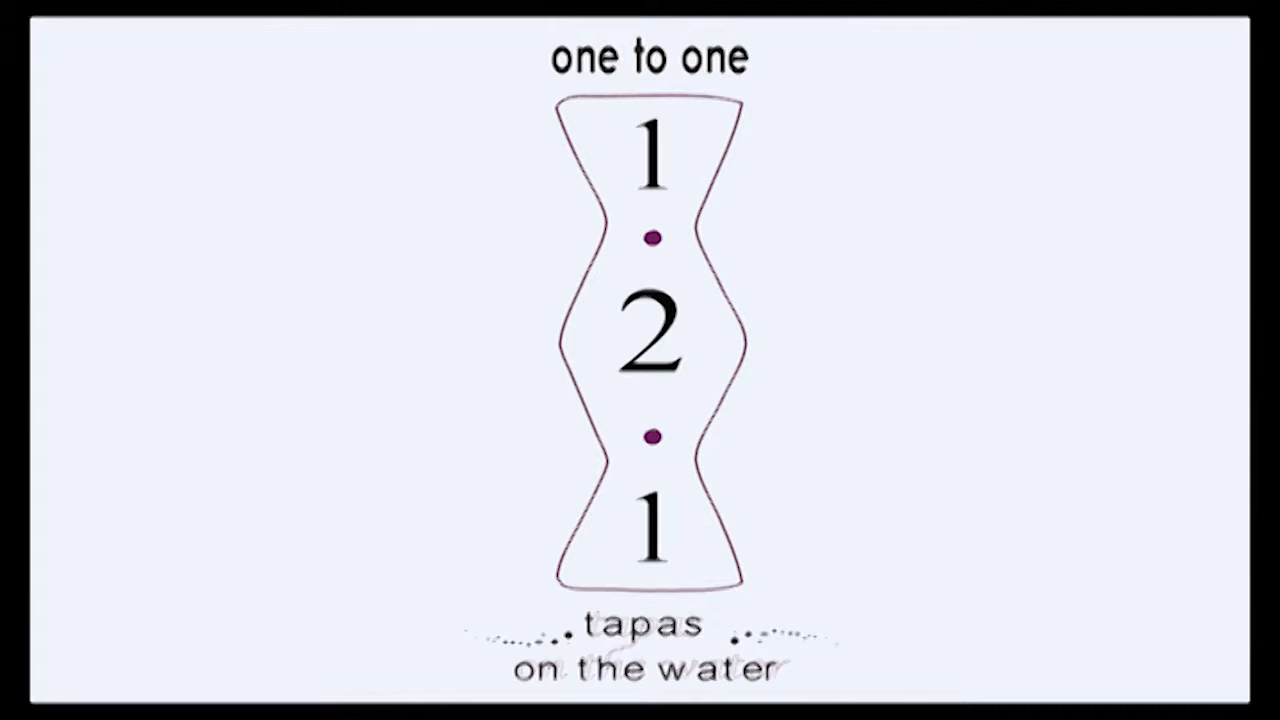 one to one
1
2
1
tapas
on the water